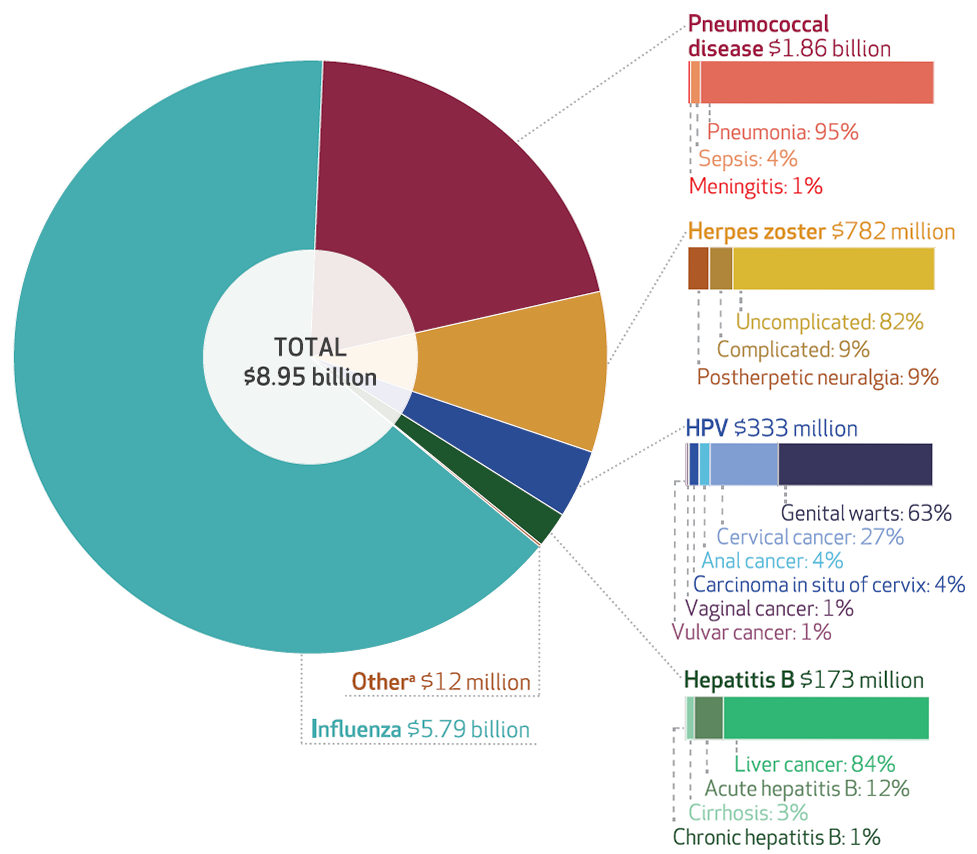 Pneumococcal
disease $1.86 billion
Pneumonia: 95%
Sepsis: 4%
Meningitis: 1%
Herpes zoster $782 million
Uncomplicated: 82%
Complicated: 9%
Postherpetic neuralgia: 9%
TOTAL
$8.95 billion
HPV $333 million
Genital warts: 63%
Cervical cancer: 27%
Anal cancer: 4%
Carcinoma in situ of cervix: 4%
Vaginal cancer: 1%
Vulvar cancer: 1%
Otherᵃ $12 million
Influenza $5.79 billion
Hepatitis B $173 million
Liver cancer: 84%
Acute hepatitis B: 12%
Cirrhosis: 3%
Chronic hepatitis B: 1%